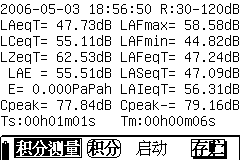 2006-05-03 18:56:50 R:30-120dB
LAeqT= 47.73dB LAFmax= 58.58dB
LCeqT= 55.11dB LAFmin= 44.82dB
LZeqT= 62.53dB LAFeqT= 47.24dB
LAE = 55.51dB LASeqT= 47.09dB
E= 0.000PaPah LAIeqT= 56.31dB
Cpeak= 77.84dB Cpeak-= 79.16dB
Ts:00h01m01s Tm:00h00m06s
积分测量 积分 启动 存贮